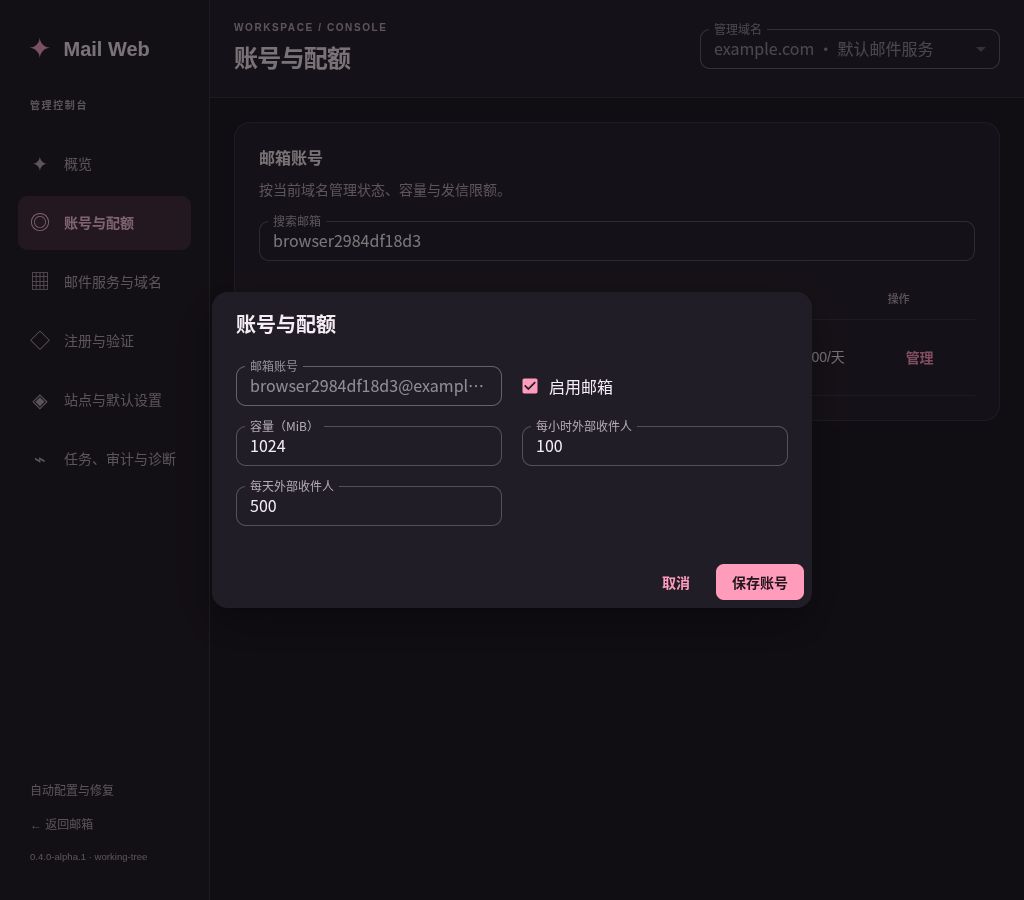 Mail Web
管理控制台
概览
账号与配额
邮件服务与域名
注册与验证
站点与默认设置
任务、审计与诊断
自动配置与修复
← 返回邮箱
0.4.0-alpha.1 · working-tree
WORKSPACE / CONSOLE
账号与配额
管理域名
example.com • 默认邮件服务
邮箱账号
按当前域名管理状态、容量与发信限额。
搜索邮箱
browser2984df18d3
操作
00/天
管理
账号与配额
邮箱账号
browser2984df18d3@exampl…
启用邮箱
容量（MiB）
1024
每小时外部收件人
100
每天外部收件人
500
取消
保存账号